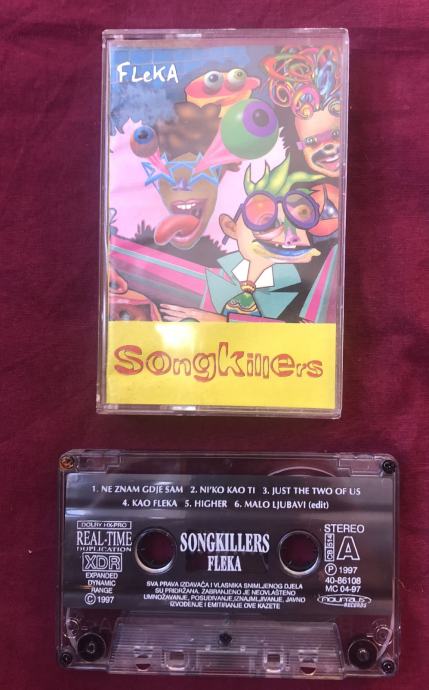 FLeKA
SongKillers
1. NE ZNAM GDJE SAM 2. NI'KO KAO TI 3. JUST THE TWO OF US
4. KAO FLEKA 5. HIGHER 6. MALO LJUBAVI (edit)
DOLBY HX-PRO
REAL-TIME
DUPLICATION
XDR
EXPANDED
DYNAMIC
RANGE
© 1997
SONGKILLERS
FLEKA
SVA PRAVA IZDAVAČA I VLASNIKA SNIMLJENOG DJELA
SU PRIDRŽANA. ZABRANJENO JE NEOVLAŠTENO
UMNOŽAVANJE, POSUĐIVANJE, IZNAJMLJIVANJE, JAVNO
IZVOĐENJE I EMITIRANJE OVE KAZETE
STEREO
A
℗ 1997
40-86108
MC 04-97
RECORDS